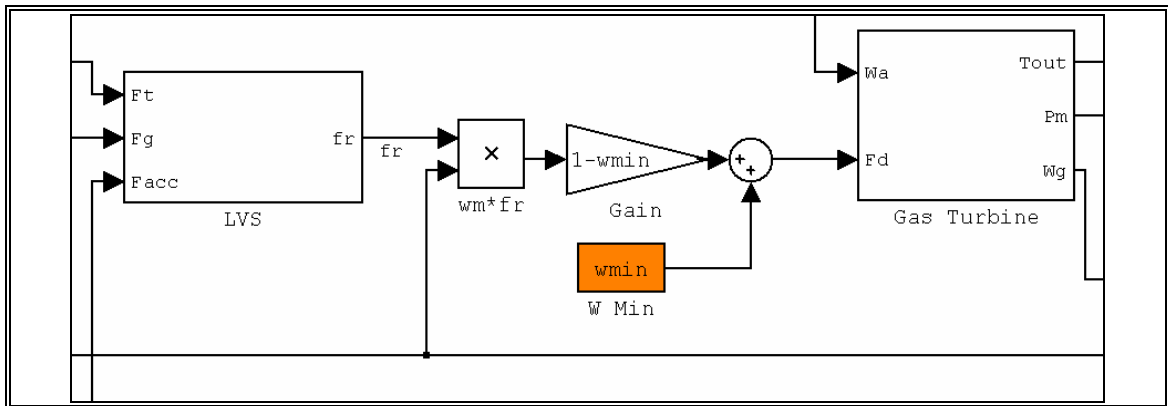 Ft
Fg
Facc
fr
LVS
fr
×
wm*fr
1-wmin
Gain
+
+
wmin
W Min
Wa
Fd
Tout
Pm
Wg
Gas Turbine